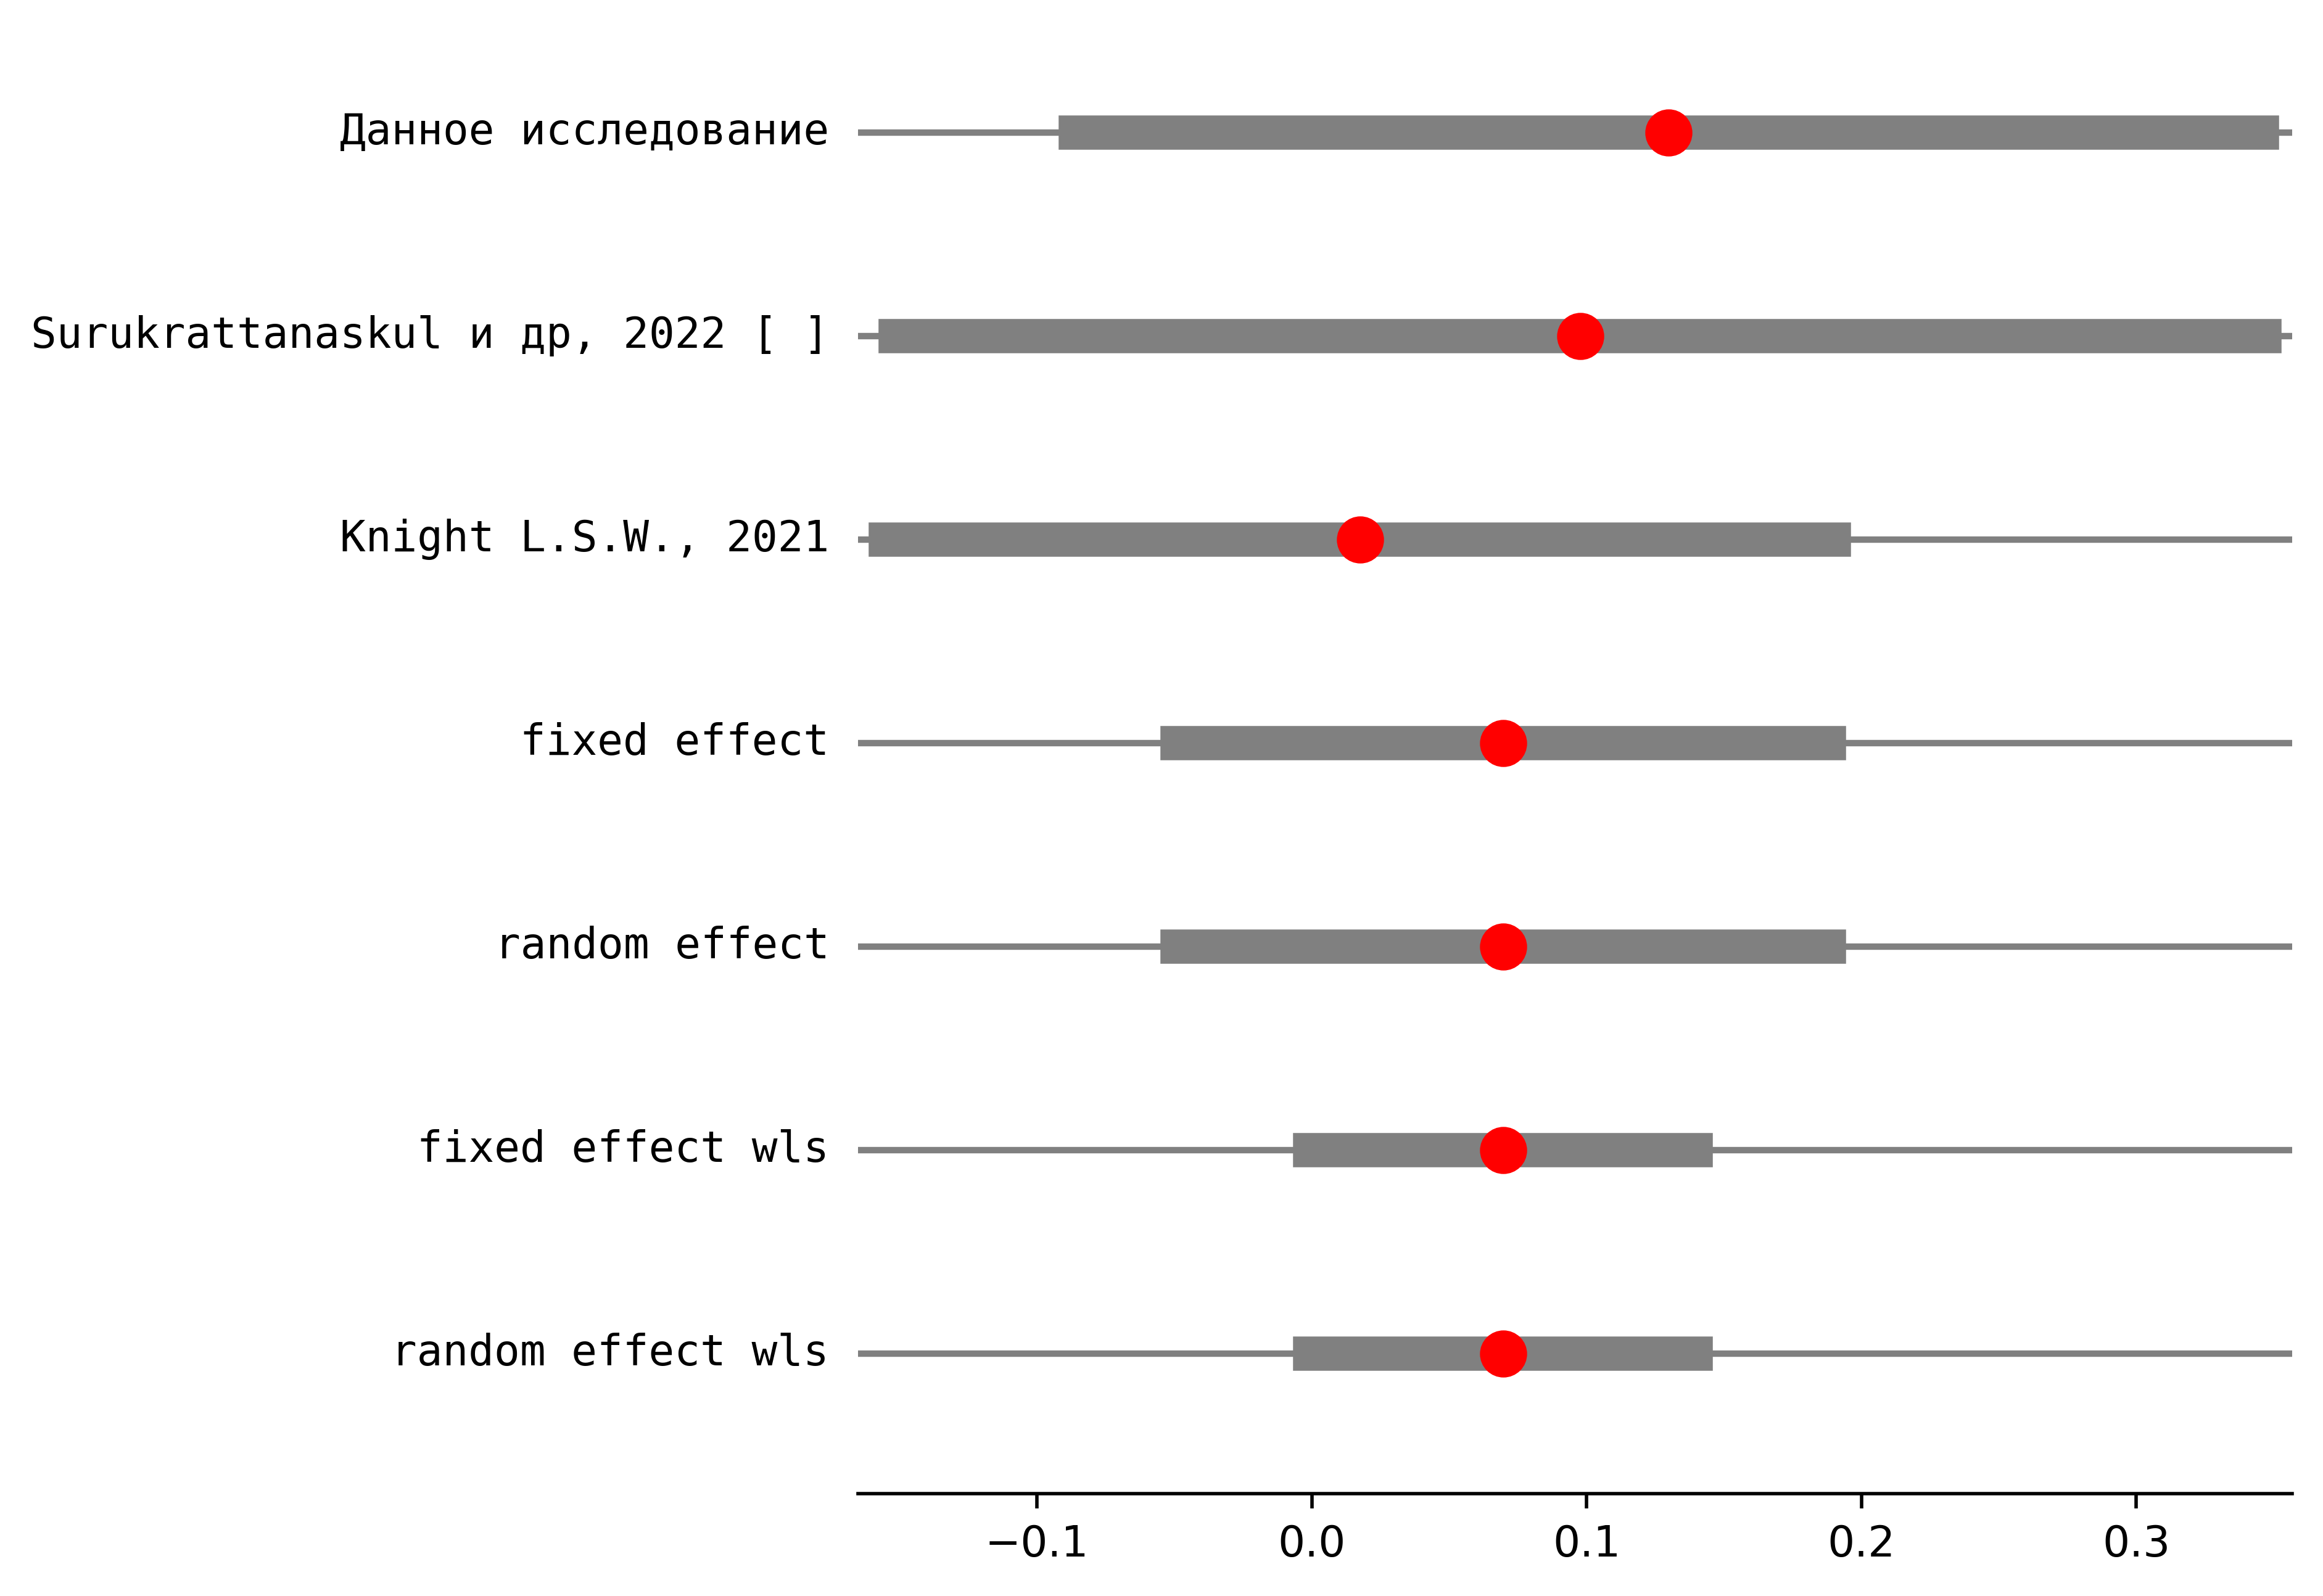 Данное исследование
Surukrattanaskul и др, 2022 [ ]
Knight L.S.W., 2021
fixed effect
random effect
fixed effect wls
random effect wls
−0.1 0.0 0.1 0.2 0.3